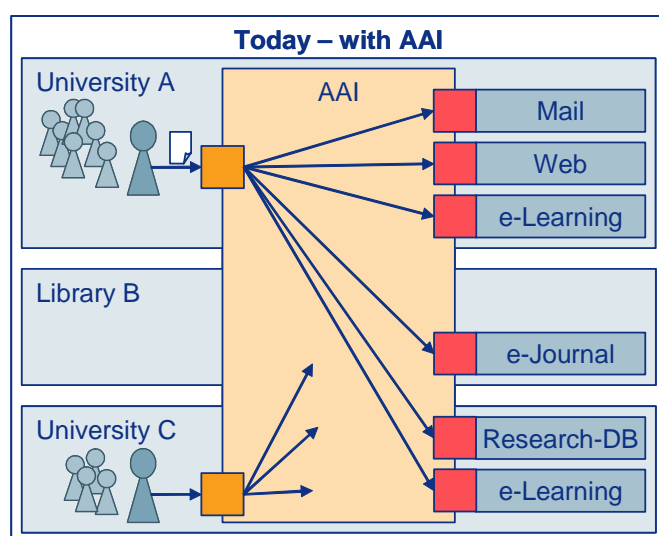 Today – with AAI
University A
AAI
Mail
Web
e-Learning
Library B
e-Journal
University C
Research-DB
e-Learning